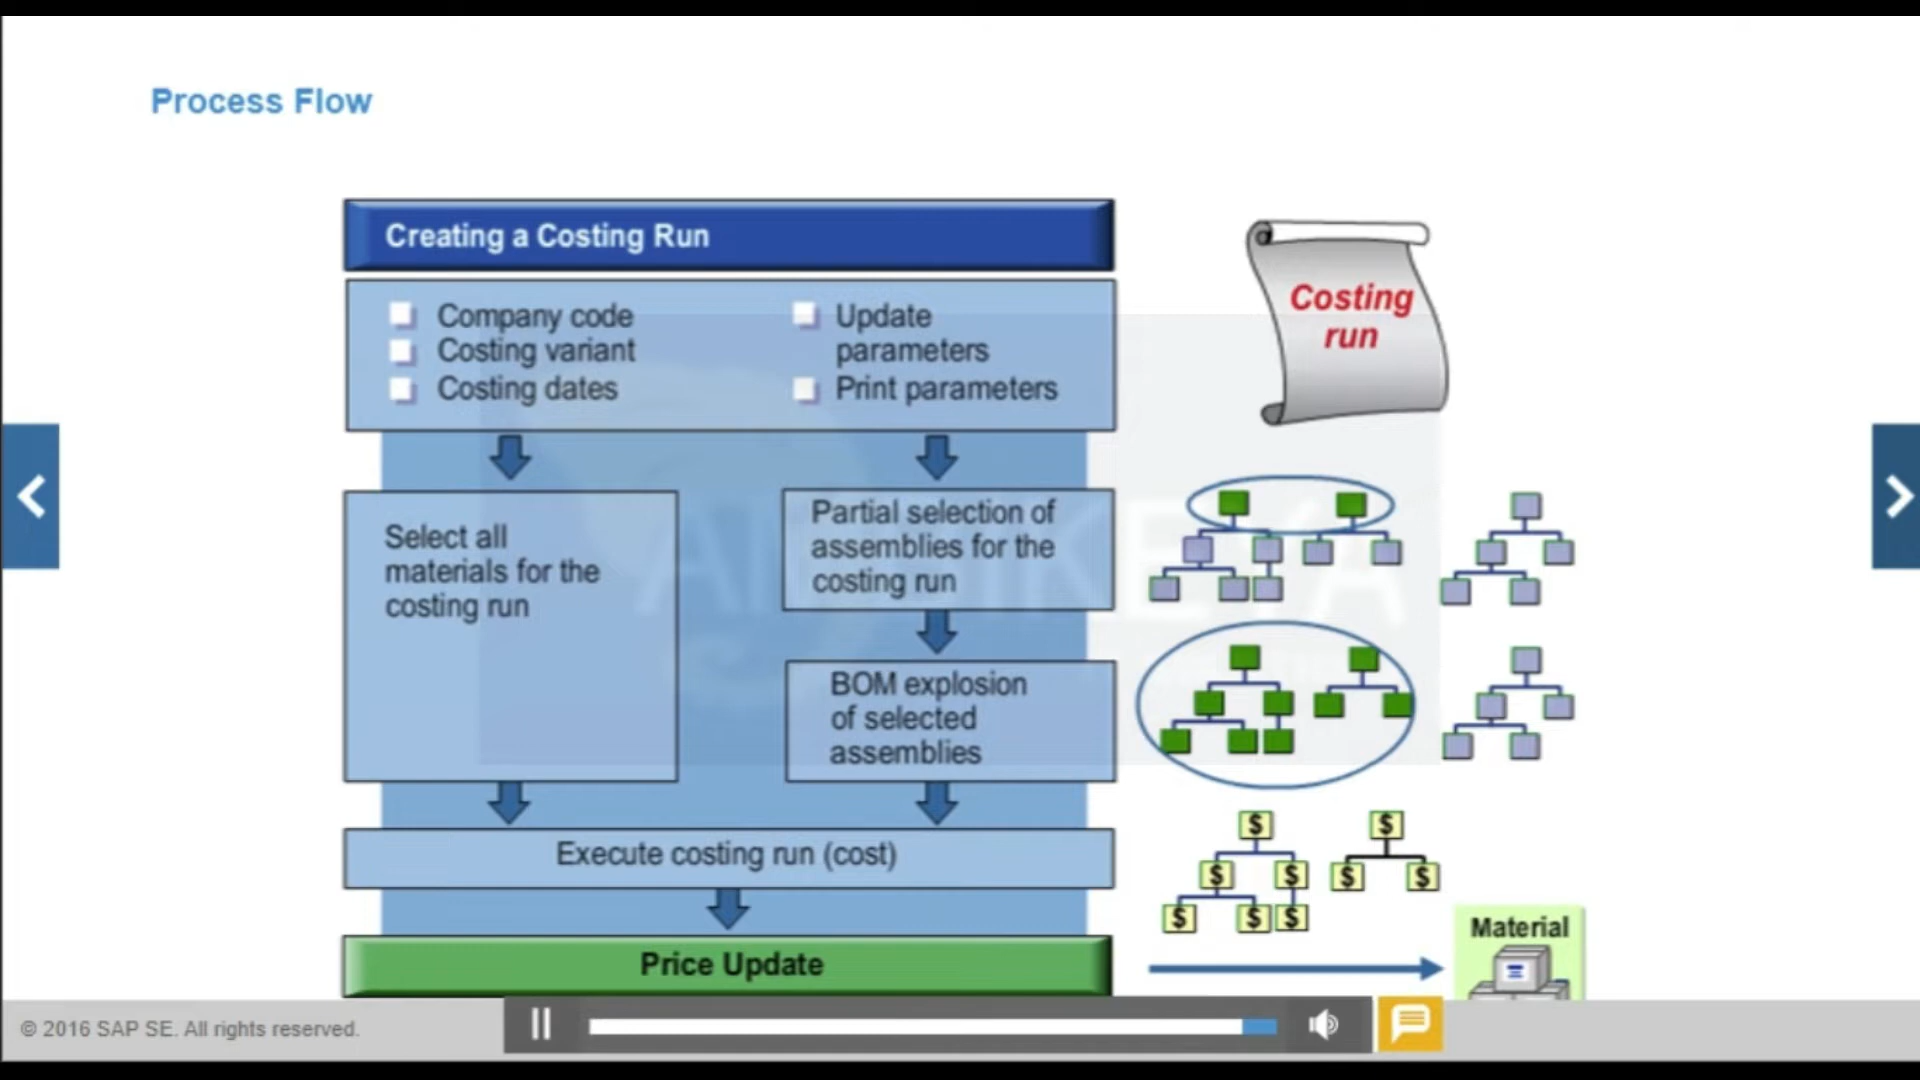 Process Flow
Creating a Costing Run
Company code
Costing variant
Costing dates
Update
parameters
Print parameters
Costing
run
Select all
materials for the
costing run
Partial selection of
assemblies for the
costing run
BOM explosion
of selected
assemblies
Execute costing run (cost)
Price Update
$ $
$ $ $ $
$ $ $
Material
© 2016 SAP SE. All rights reserved.